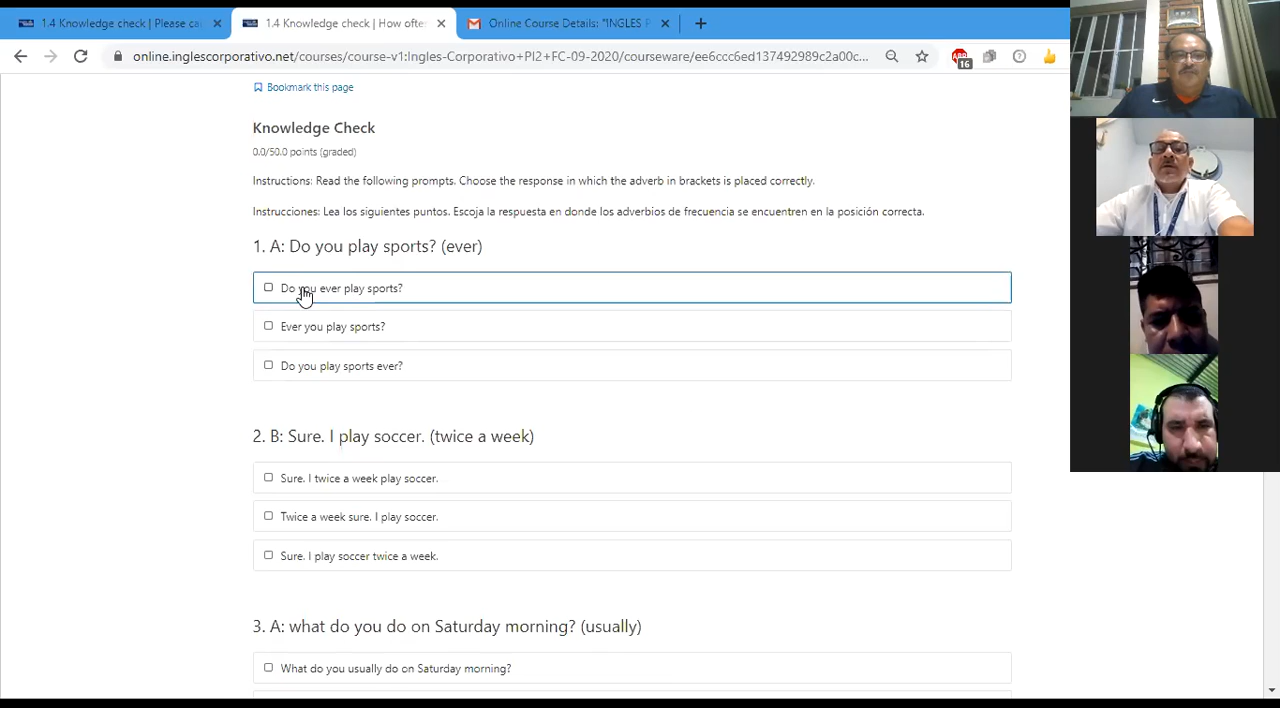 1.4 Knowledge check | Please ca
1.4 Knowledge check | How ofte
Online Course Details: "INGLES P
online.inglescorporativo.net/courses/course-v1:Ingles-Corporativo+PI2+FC-09-2020/courseware/ee6ccc6ed137492989c2a00c...
16
Bookmark this page
Knowledge Check
0.0/50.0 points (graded)
Instructions: Read the following prompts. Choose the response in which the adverb in brackets is placed correctly.
Instrucciones: Lea los siguientes puntos. Escoja la respuesta en donde los adverbios de frecuencia se encuentren en la posición correcta.
1. A: Do you play sports? (ever)
Do you ever play sports?
Ever you play sports?
Do you play sports ever?
2. B: Sure. I play soccer. (twice a week)
Sure. I twice a week play soccer.
Twice a week sure. I play soccer.
Sure. I play soccer twice a week.
3. A: what do you do on Saturday morning? (usually)
What do you usually do on Saturday morning?